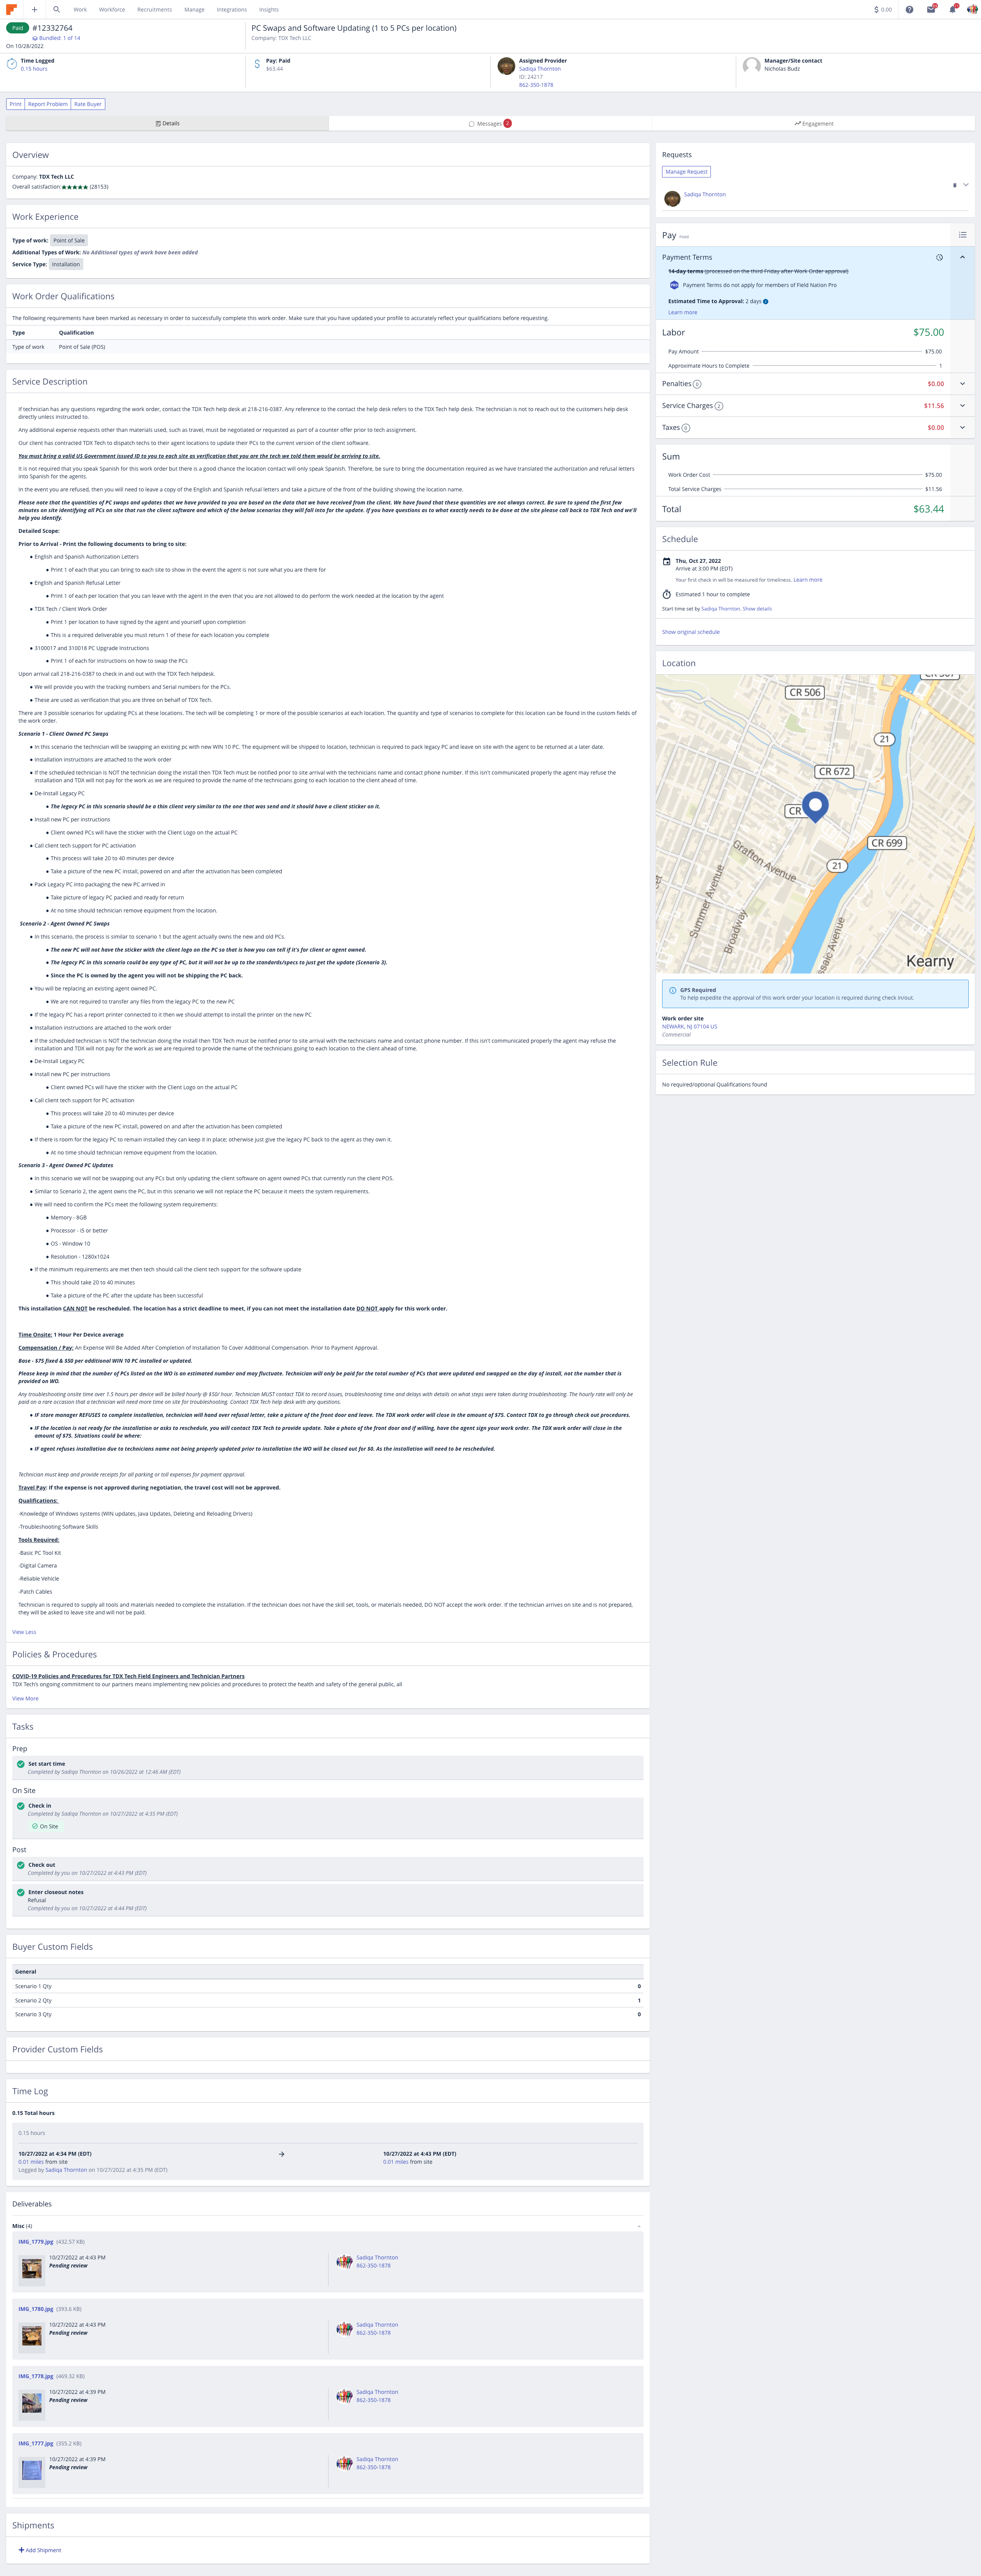 Work
Workforce
Recruitments
Manage
Integrations
Insights
$ 0.00
Paid
#12332764
Bundled: 1 of 14
On 10/28/2022
PC Swaps and Software Updating (1 to 5 PCs per location)
Company: TDX Tech LLC
Time Logged
0.15 hours
Pay: Paid
$63.44
Assigned Provider
Sadiqa Thornton
ID: 24217
862-350-1878
Manager/Site contact
Nicholas Budz
Print
Report Problem
Rate Buyer
Details
Messages 2
Engagement
Overview
Company: TDX Tech LLC
Overall satisfaction: ★★★★★ (28153)
Work Experience
Type of work: Point of Sale
Additional Types of Work: No Additional types of work have been added
Service Type: Installation
Work Order Qualifications
The following requirements have been marked as necessary in order to successfully complete this work order. Make sure that you have updated your profile to accurately reflect your qualifications before requesting.
Type Qualification
Type of work Point of Sale (POS)
Service Description
If technician has any questions regarding the work order, contact the TDX Tech help desk at 218-216-0387. Any reference to the contact help desk refers to the TDX Tech help desk. The technician is not to reach out to the customers help desk
directly unless instructed to.
Any additional expense requests other than materials used, such as travel, must be negotiated or requested as part of a counter offer prior to tech assignment.
Our client has contracted TDX Tech to dispatch techs to their agent locations to update their PCs to the current version of the client software.
You must bring a valid US Government issued ID to you to each site as verification that you are the tech we told them would be arriving to site.
It is not required that you speak Spanish for this work order but there is a good chance the location contact will only speak Spanish. Therefore, be sure to bring the documentation required as we have translated the authorization and refusal letters
into Spanish for the agents.
In the event you are refused, then you will need to leave a copy of the English and Spanish refusal letters and take a picture of the front of the building showing the location name.
Please note that the quantities of PC swaps and updates that we have provided to you are based on the data that we have received from the client. We have found that these quantities are not always correct. Be sure to spend the first few
minutes on site identifying all PCs on site that run the client software and which of the below scenarios they will fall into for the update. If you have questions as to what exactly needs to be done at the site please call back to TDX Tech and we'll
help you identify.
Detailed Scope:
Prior to Arrival - Print the following documents to bring to site:
● English and Spanish Authorization Letters
● Print 1 of each that you can bring to each site to show in the event the agent is not sure what you are there for
● English and Spanish Refusal Letter
● Print 1 of each per location that you can leave with the agent in the even that you are not allowed to do perform the work needed at the location by the agent
● TDX Tech / Client Work Order
● Print 1 per location to have signed by the agent and yourself upon completion
● This is a required deliverable you must return 1 of these for each location you complete
● 3100017 and 310018 PC Upgrade Instructions
● Print 1 of each for instructions on how to swap the PCs
Upon arrival call 218-216-0387 to check in and out with the TDX Tech helpdesk.
● We will provide you with the tracking numbers and Serial numbers for the PCs.
● These are used as verification that you are three on behalf of TDX Tech.
There are 3 possible scenarios for updating PCs at these locations. The tech will be completing 1 or more of the possible scenarios at each location. The quantity and type of scenarios to complete for this location can be found in the custom fields of
the work order.
Scenario 1 - Client Owned PC Swaps
● In this scenario the technician will be swapping an existing pc with new WIN 10 PC. The equipment will be shipped to location, technician is required to pack legacy PC and leave on site with the agent to be returned at a later date.
● Installation instructions are attached to the work order
● If the scheduled technician is NOT the technician doing the install then TDX Tech must be notified prior to site arrival with the technicians name and contact phone number. If this isn't communicated properly the agent may refuse the
installation and TDX will not pay for the work as we are required to provide the name of the technicians going to each location to the client ahead of time.
● De-Install Legacy PC
● The legacy PC in this scenario should be a thin client very similar to the one that was send and it should have a client sticker on it.
● Install new PC per instructions
● Client owned PCs will have the sticker with the Client Logo on the actual PC
● Call client tech support for PC activiation
● This process will take 20 to 40 minutes per device
● Take a picture of the new PC install, powered on and after the activation has been completed
● Pack Legacy PC into packaging the new PC arrived in
● Take picture of legacy PC packed and ready for return
● At no time should technician remove equipment from the location.
Scenario 2 - Agent Owned PC Swaps
● In this scenario, the process is similar to scenario 1 but the agent actually owns the new and old PCs.
● The new PC will not have the sticker with the client logo on the PC so that is how you can tell if it's for client or agent owned.
● The legacy PC in this scenario could be any type of PC, but it will not be up to the standards/specs to just get the update (Scenario 3).
● Since the PC is owned by the agent you will not be shipping the PC back.
● You will be replacing an existing agent owned PC.
● We are not required to transfer any files from the legacy PC to the new PC
● If the legacy PC has a report printer connected to it then we should attempt to install the printer on the new PC
● Installation instructions are attached to the work order
● If the scheduled technician is NOT the technician doing the install then TDX Tech must be notified prior to site arrival with the technicians name and contact phone number. If this isn't communicated properly the agent may refuse the
installation and TDX will not pay for the work as we are required to provide the name of the technicians going to each location to the client ahead of time.
● De-Install Legacy PC
● Install new PC per instructions
● Client owned PCs will have the sticker with the Client Logo on the actual PC
● Call client tech support for PC activation
● This process will take 20 to 40 minutes per device
● Take a picture of the new PC install, powered on and after the activation has been completed
● If there is room for the legacy PC to remain installed they can keep it in place; otherwise just give the legacy PC back to the agent as they own it.
● At no time should technician remove equipment from the location.
Scenario 3 - Agent Owned PC Updates
● In this scenario we will not be swapping out any PCs but only updating the client software on agent owned PCs that currently run the client POS.
● Similar to Scenario 2, the agent owns the PC, but in this scenario we will not replace the PC because it meets the system requirements.
● We will need to confirm the PCs meet the following system requirements:
● Memory - 8GB
● Processor - i5 or better
● OS - Window 10
● Resolution - 1280x1024
● If the minimum requirements are met then tech should call the client tech support for the software update
● This should take 20 to 40 minutes
● Take a picture of the PC after the update has been successful
This installation CAN NOT be rescheduled. The location has a strict deadline to meet, if you can not meet the installation date DO NOT apply for this work order.
Time Onsite: 1 Hour Per Device average
Compensation / Pay: An Expense Will Be Added After Completion of Installation To Cover Additional Compensation. Prior to Payment Approval.
Base - $75 fixed & $50 per additional WIN 10 PC installed or updated.
Please keep in mind that the number of PCs listed on the WO is an estimated number and may fluctuate. Technician will only be paid for the total number of PCs that were updated and swapped on the day of install, not the number that is
provided on WO.
Any troubleshooting onsite time over 1.5 hours per device will be billed hourly @ $50/ hour. Technician MUST contact TDX to record issues, troubleshooting time and delays with details on what steps were taken during troubleshooting. The hourly rate will only be
paid on a rare occasion that a technician will need more time on site for troubleshooting. Contact TDX Tech help desk with any questions.
● IF store manager REFUSES to complete installation, technician will hand over refusal letter, take a picture of the front door and leave. The TDX work order will close in the amount of $75. Contact TDX to go through check out procedures.
● IF the location is not ready for the installation or asks to reschedule, you will contact TDX Tech to provide update. Take a photo of the front door and if willing, have the agent sign your work order. The TDX work order will close in the
amount of $75. Situations could be where:
● IF agent refuses installation due to technicians name not being properly updated prior to installation the WO will be closed out for $0. As the installation will need to be rescheduled.
Technician must keep and provide receipts for all parking or toll expenses for payment approval.
Travel Pay: If the expense is not approved during negotiation, the travel cost will not be approved.
Qualifications:
-Knowledge of Windows systems (WIN updates, Java Updates, Deleting and Reloading Drivers)
-Troubleshooting Software Skills
Tools Required:
-Basic PC Tool Kit
-Digital Camera
-Reliable Vehicle
-Patch Cables
Technician is required to supply all tools and materials needed to complete the installation. If the technician does not have the skill set, tools, or materials needed, DO NOT accept the work order. If the technician arrives on site and is not prepared,
they will be asked to leave site and will not be paid.
View Less
Policies & Procedures
COVID-19 Policies and Procedures for TDX Tech Field Engineers and Technician Partners
TDX Tech's ongoing commitment to our partners means implementing new policies and procedures to protect the health and safety of the general public, all
View More
Tasks
Prep
Set start time
Completed by Sadiqa Thornton on 10/26/2022 at 12:46 AM (EDT)
On Site
Check in
Completed by Sadiqa Thornton on 10/27/2022 at 4:35 PM (EDT)
On Site
Post
Check out
Completed by you on 10/27/2022 at 4:43 PM (EDT)
Enter closeout notes
Refusal
Completed by you on 10/27/2022 at 4:44 PM (EDT)
Buyer Custom Fields
General
Scenario 1 Qty 0
Scenario 2 Qty 1
Scenario 3 Qty 0
Provider Custom Fields
Time Log
0.15 Total hours
0.15 hours
10/27/2022 at 4:34 PM (EDT) → 10/27/2022 at 4:43 PM (EDT)
0.01 miles from site 0.01 miles from site
Logged by Sadiqa Thornton on 10/27/2022 at 4:35 PM (EDT)
Deliverables
Misc (4)
IMG_1779.jpg (432.57 KB)
10/27/2022 at 4:43 PM Sadiqa Thornton
Pending review 862-350-1878
IMG_1780.jpg (393.6 KB)
10/27/2022 at 4:43 PM Sadiqa Thornton
Pending review 862-350-1878
IMG_1778.jpg (469.32 KB)
10/27/2022 at 4:39 PM Sadiqa Thornton
Pending review 862-350-1878
IMG_1777.jpg (355.2 KB)
10/27/2022 at 4:39 PM Sadiqa Thornton
Pending review 862-350-1878
Shipments
+ Add Shipment
Requests
Manage Request
Sadiqa Thornton
Pay
Payment Terms
14-day terms (processed on the third Friday after Work Order approval)
Payment Terms do not apply for members of Field Nation Pro
Estimated Time to Approval: 2 days
Learn more
Labor $75.00
Pay Amount $75.00
Approximate Hours to Complete 1
Penalties 0 $0.00
Service Charges 2 $11.56
Taxes 0 $0.00
Sum
Work Order Cost $75.00
Total Service Charges $11.56
Total $63.44
Schedule
Thu, Oct 27, 2022
Arrive at 3:00 PM (EDT)
Your first check in will be measured for timeliness. Learn more
Estimated 1 hour to complete
Start time set by Sadiqa Thornton. Show details
Show original schedule
Location
CR 506
21
CR 672
CR
CR 699
21
Grafton Avenue
Summer Avenue
Broadway
Kearny
GPS Required
To help expedite the approval of this work order your location is required during check in/out.
Work order site
NEWARK, NJ 07104 US
Commercial
Selection Rule
No required/optional Qualifications found